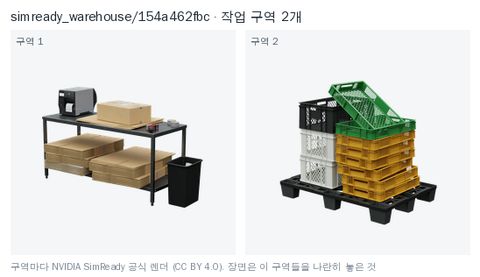 simready_warehouse/154a462fbc · 작업 구역 2개
구역 1
구역 2
구역마다 NVIDIA SimReady 공식 렌더 (CC BY 4.0). 장면은 이 구역들을 나란히 놓은 것